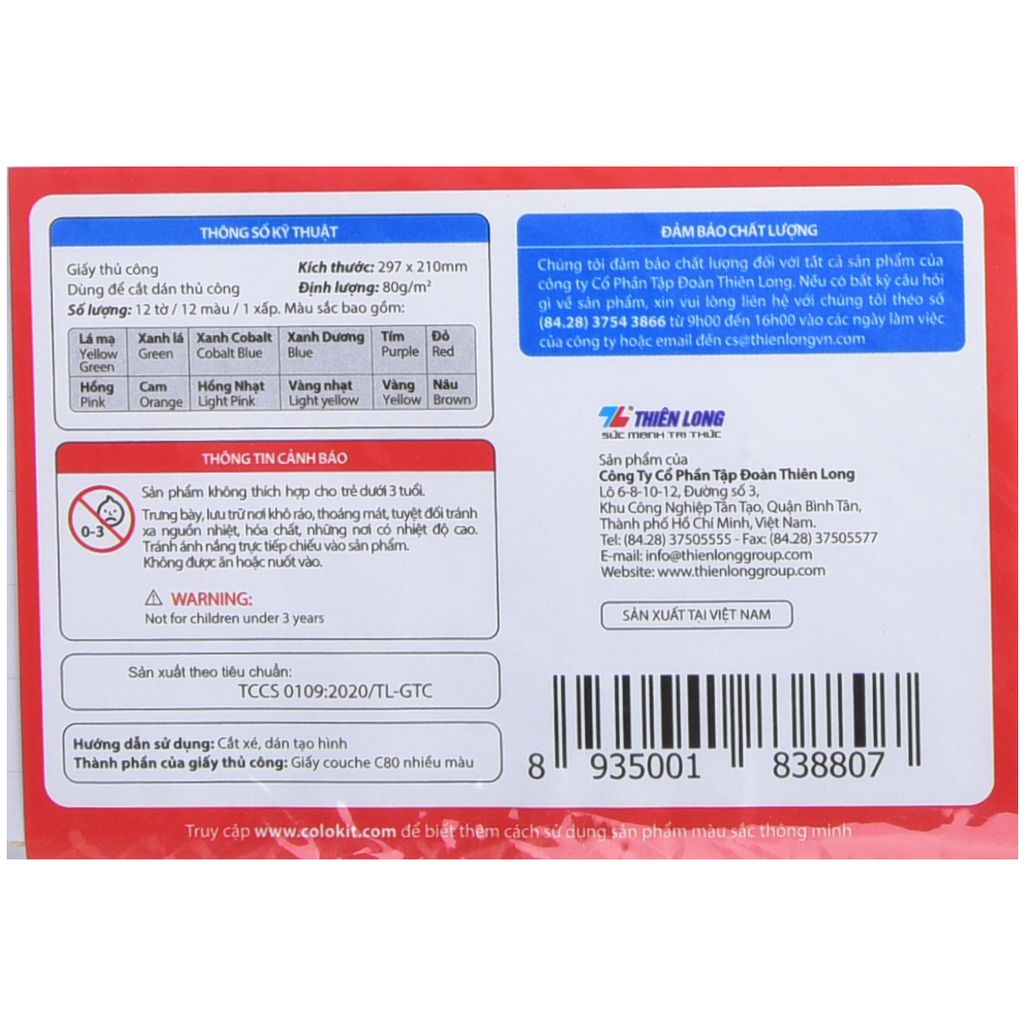 THÔNG SỐ KỸ THUẬT
Giấy thủ công
Kích thước: 297 x 210mm
Dùng để cắt dán thủ công
Định lượng: 80g/m²
Số lượng: 12 tờ / 12 màu / 1 xấp. Màu sắc bao gồm:
Lá mạ Xanh lá Xanh Cobalt Xanh Dương Tím Đỏ
Yellow Green Green Cobalt Blue Blue Purple Red
Hồng Cam Hồng Nhạt Vàng nhạt Vàng Nâu
Pink Orange Light Pink Light yellow Yellow Brown
THÔNG TIN CẢNH BÁO
0-3
Sản phẩm không thích hợp cho trẻ dưới 3 tuổi.
Trưng bày, lưu trữ nơi khô ráo, thoáng mát, tuyệt đối tránh
xa nguồn nhiệt, hóa chất, những nơi có nhiệt độ cao.
Tránh ánh nắng trực tiếp chiếu vào sản phẩm.
Không được ăn hoặc nuốt vào.
WARNING:
Not for children under 3 years
Sản xuất theo tiêu chuẩn:
TCCS 0109:2020/TL-GTC
Hướng dẫn sử dụng: Cắt xé, dán tạo hình
Thành phần của giấy thủ công: Giấy couche C80 nhiều màu
ĐẢM BẢO CHẤT LƯỢNG
Chúng tôi đảm bảo chất lượng đối với tất cả sản phẩm của
công ty Cổ Phần Tập Đoàn Thiên Long. Nếu có bất kỳ câu hỏi
gì về sản phẩm, xin vui lòng liên hệ với chúng tôi theo số
(84.28) 3754 3866 từ 9h00 đến 16h00 vào các ngày làm việc
của công ty hoặc email đến cs@thienlongvn.com
THIÊN LONG
SỨC MẠNH TRI THỨC
Sản phẩm của
Công Ty Cổ Phần Tập Đoàn Thiên Long
Lô 6-8-10-12, Đường số 3,
Khu Công Nghiệp Tân Tạo, Quận Bình Tân,
Thành phố Hồ Chí Minh, Việt Nam.
Tel: (84.28) 37505555 - Fax: (84.28) 37505577
E-mail: info@thienlonggroup.com
Website: www.thienlonggroup.com
SẢN XUẤT TẠI VIỆT NAM
8 935001 838807
Truy cập www.colokit.com để biết thêm cách sử dụng sản phẩm màu sắc thông minh